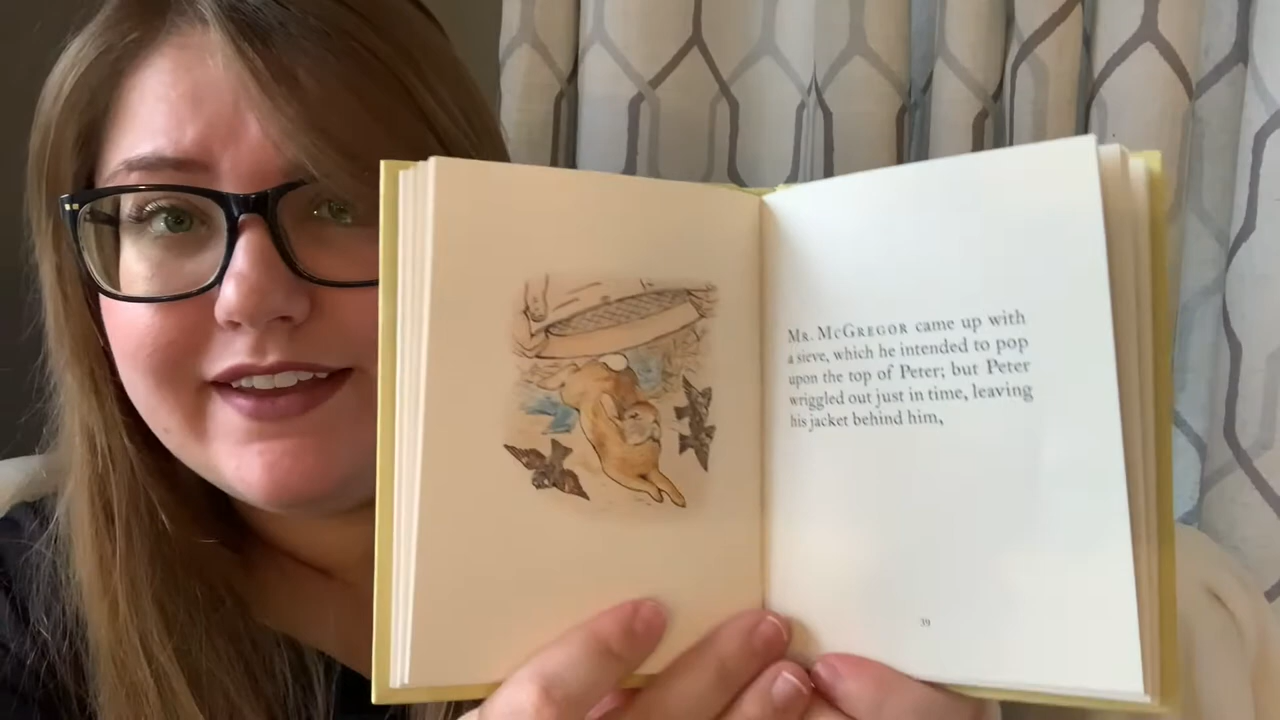 Mr. McGregor came up with
a sieve, which he intended to pop
upon the top of Peter; but Peter
wriggled out just in time, leaving
his jacket behind him,
39